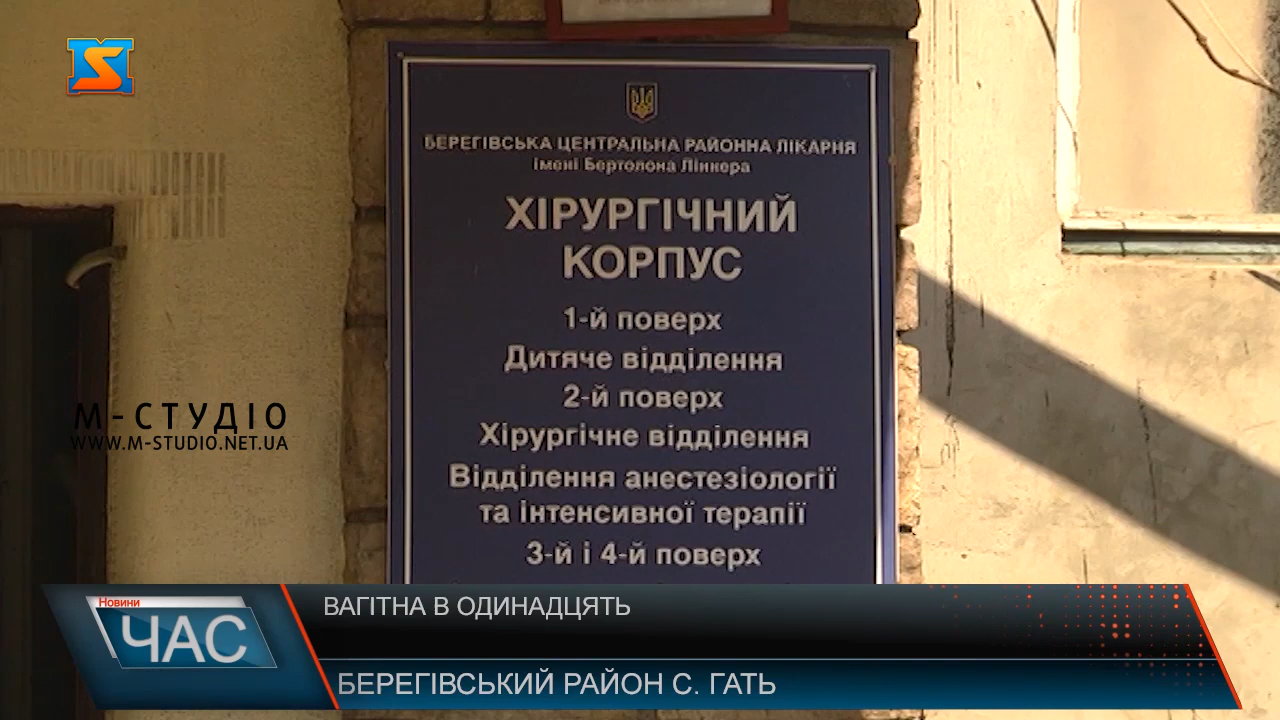 БЕРЕГІВСЬКА ЦЕНТРАЛЬНА РАЙОННА ЛІКАРНЯ
імені Бертолона Ліннера
ХІРУРГІЧНИЙ
КОРПУС
1-й поверх
Дитяче відділення
2-й поверх
Хірургічне відділення
Відділення анестезіології
та інтенсивної терапії
3-й і 4-й поверх
М-СТУДІО
WWW.M-STUDIO.NET.UA
Новини
ЧАС
ВАГІТНА В ОДИНАДЦЯТЬ
БЕРЕГІВСЬКИЙ РАЙОН С. ГАТЬ